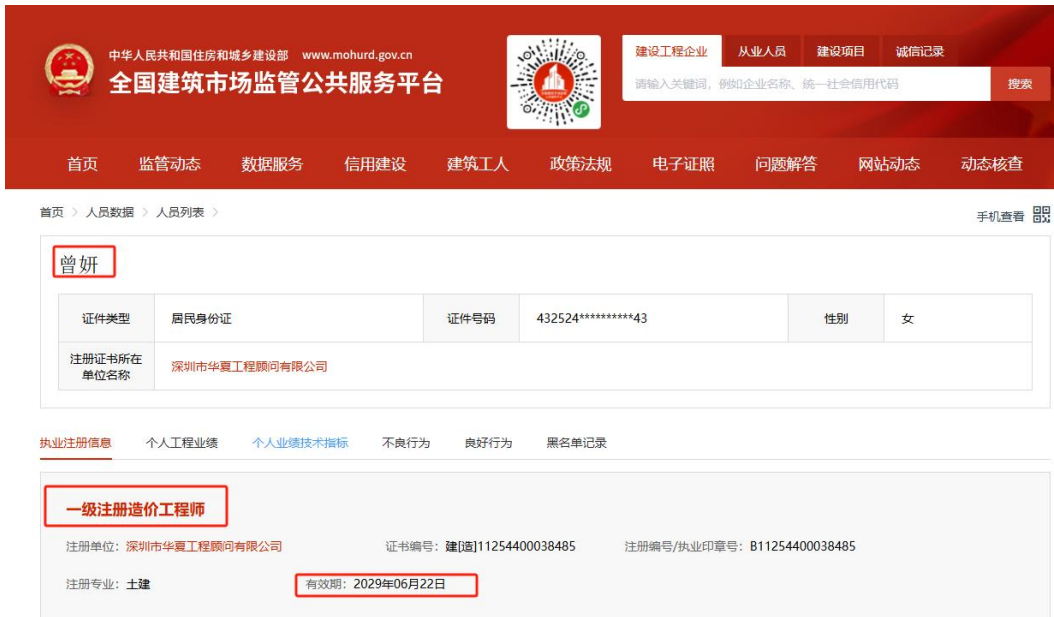 中华人民共和国住房和城乡建设部 www.mohurd.gov.cn
全国建筑市场监管公共服务平台
建设工程企业 从业人员 建设项目 诚信记录
请输入关键词，例如企业名称、统一社会信用代码 搜索
首页 监管动态 数据服务 信用建设 建筑工人 政策法规 电子证照 问题解答 网站动态 动态核查
首页 > 人员数据 > 人员列表 >
手机查看
曾妍
证件类型 居民身份证 证件号码 432524**********43 性别 女
注册证书所在
单位名称
深圳市华夏工程顾问有限公司
执业注册信息 个人工程业绩 个人业绩技术指标 不良行为 良好行为 黑名单记录
一级注册造价工程师
注册单位：深圳市华夏工程顾问有限公司 证书编号：建[造]11254400038485 注册编号/执业印章号：B11254400038485
注册专业：土建 有效期：2029年06月22日